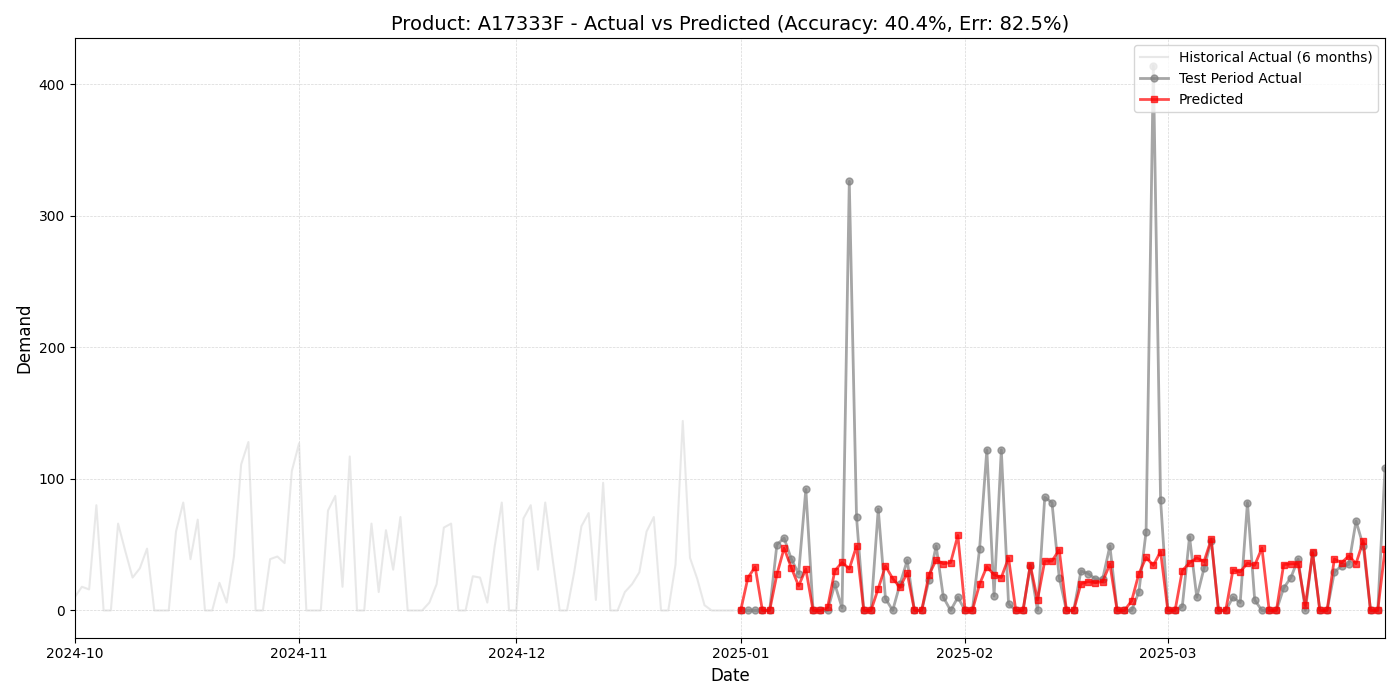 Product: A17333F - Actual vs Predicted (Accuracy: 40.4%, Err: 82.5%)
Historical Actual (6 months)
Test Period Actual
Predicted
400
300
200
100
0
Demand
2024-10
2024-11
2024-12
2025-01
2025-02
2025-03
Date